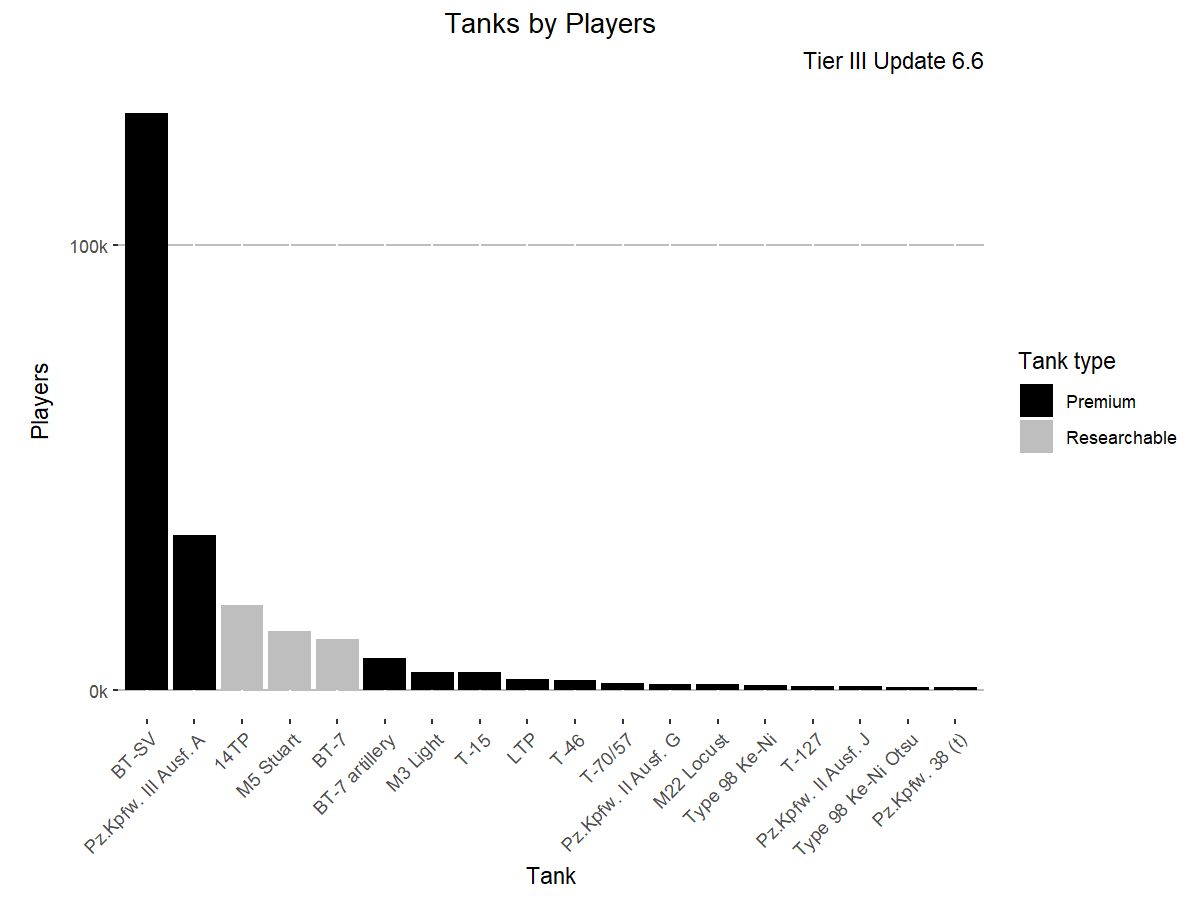 Tanks by Players
Tier III Update 6.6
100k
0k
Players
BT-SV
Pz.Kpfw. III Ausf. A
14TP
M5 Stuart
BT-7
BT-7 artillery
M3 Light
T-15
LTP
T-46
T-70/57
Pz.Kpfw. II Ausf. G
M22 Locust
Type 98 Ke-Ni
T-127
Pz.Kpfw. II Ausf. J
Type 98 Ke-Ni Otsu
Pz.Kpfw. 38 (t)
Tank
Tank type
Premium
Researchable